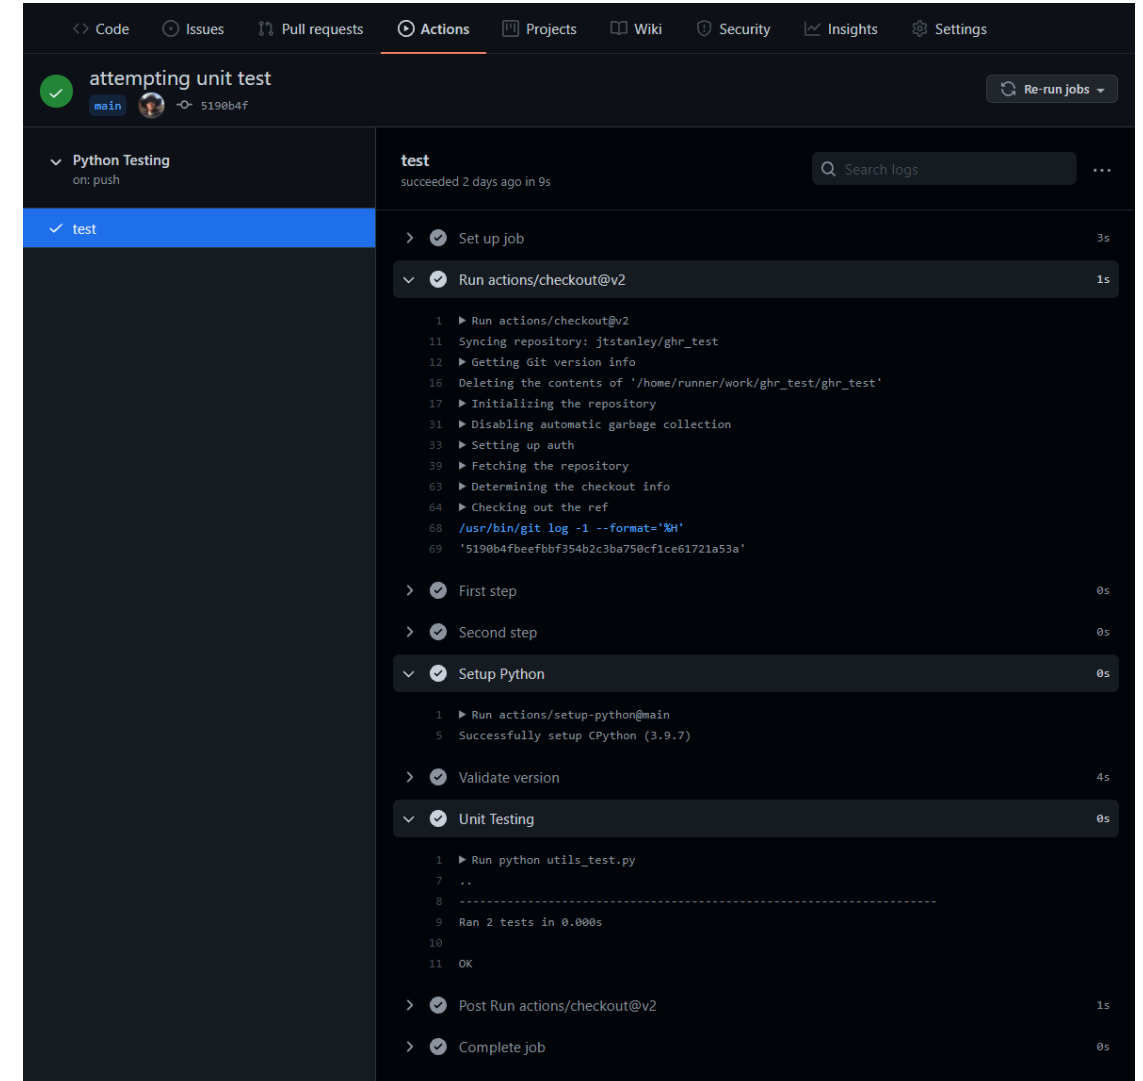 Code Issues Pull requests Actions Projects Wiki Security Insights Settings
attempting unit test
main 5190b4f
Re-run jobs
Python Testing
on: push
test
test
succeeded 2 days ago in 9s
Search logs
Set up job 3s
Run actions/checkout@v2 1s
1 Run actions/checkout@v2
11 Syncing repository: jtstanley/ghr_test
12 Getting Git version info
16 Deleting the contents of '/home/runner/work/ghr_test/ghr_test'
17 Initializing the repository
31 Disabling automatic garbage collection
33 Setting up auth
39 Fetching the repository
63 Determining the checkout info
64 Checking out the ref
68 /usr/bin/git log -1 --format='%H'
69 '5190b4fbeefbbf354b2c3ba750cf1ce61721a53a'
First step 0s
Second step 0s
Setup Python 0s
1 Run actions/setup-python@main
5 Successfully setup CPython (3.9.7)
Validate version 4s
Unit Testing 0s
1 Run python utils_test.py
7 ..
8 ----------------------------------------------------------------------
9 Ran 2 tests in 0.000s
10
11 OK
Post Run actions/checkout@v2 1s
Complete job 0s